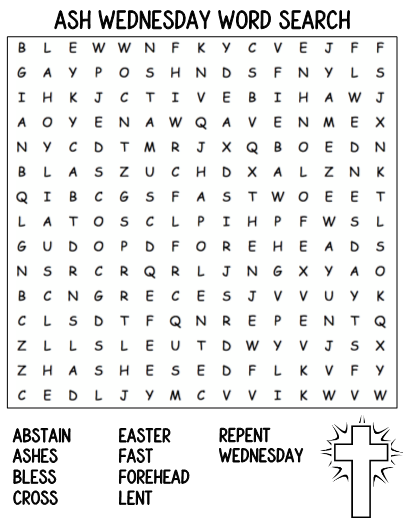 ASH WEDNESDAY WORD SEARCH
B L E W W N F K Y C V E J F F
G A Y P O S H N D S F N Y L S
I H K J C T I V E B I H A W J
A O Y E N A W Q A V E N M E X
N Y C D T M R J X Q B O E D N
B L A S Z U C H D X A L Z N K
Q I B C G S F A S T W O E E T
L A T O S C L P I H P F W S L
G U D O P D F O R E H E A D S
N S R C R Q R L J N G X Y A O
B C N G R E C E S J V V U Y K
C L S D T F Q N R E P E N T Q
Z L L S L E U T D W Y V J S X
Z H A S H E S E D F L K V F Y
C E D L J Y M C V V I K W V W
ABSTAIN EASTER REPENT
ASHES FAST WEDNESDAY
BLESS FOREHEAD
CROSS LENT